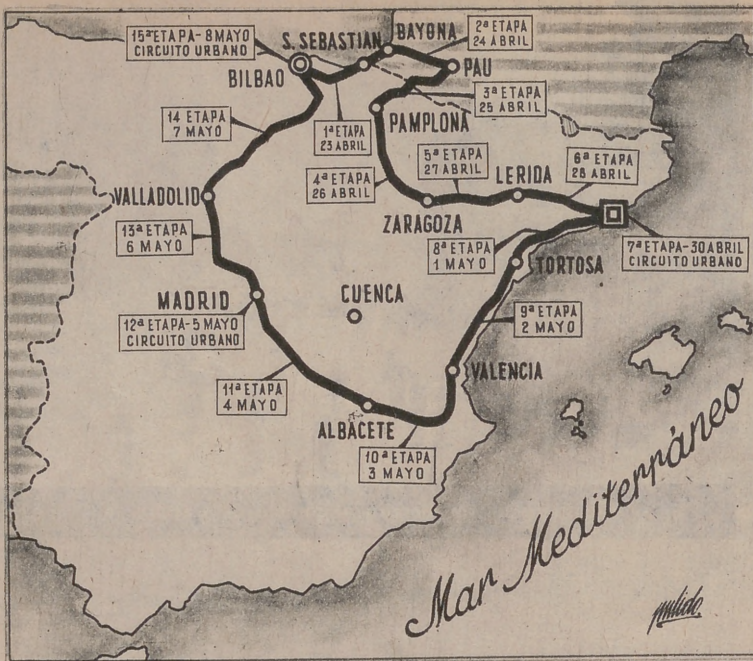 15ª ETAPA - 8 MAYO
CIRCUITO URBANO
S. SEBASTIAN
BAYONA
2ª ETAPA
24 ABRIL
BILBAO
PAU
3ª ETAPA
25 ABRIL
14 ETAPA
7 MAYO
1ª ETAPA
23 ABRIL
PAMPLONA
5ª ETAPA
27 ABRIL
LERIDA
6ª ETAPA
28 ABRIL
4ª ETAPA
26 ABRIL
VALLADOLID
ZARAGOZA
13ª ETAPA
6 MAYO
8ª ETAPA
1 MAYO
7ª ETAPA - 30 ABRIL
CIRCUITO URBANO
TORTOSA
MADRID
CUENCA
12ª ETAPA - 5 MAYO
CIRCUITO URBANO
9ª ETAPA
2 MAYO
11ª ETAPA
4 MAYO
VALENCIA
ALBACETE
10ª ETAPA
3 MAYO
Mar Mediterráneo
pulido